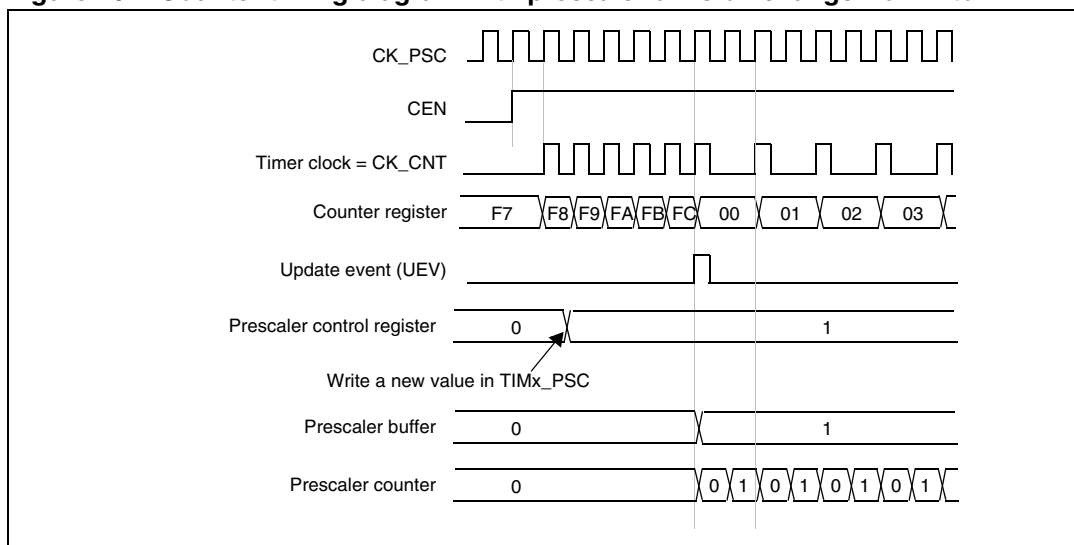 CK_PSC
CEN
Timer clock = CK_CNT
Counter register F7 F8 F9 FA FB FC 00 01 02 03
Update event (UEV)
Prescaler control register 0 1
Write a new value in TIMx_PSC
Prescaler buffer 0 1
Prescaler counter 0 0 1 0 1 0 1 0 1